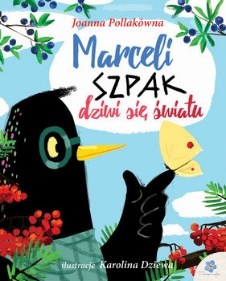 Joanna Pollakówna
Marceli
SZPAK
dziwi się światu
ilustracje Karolina Dziewa